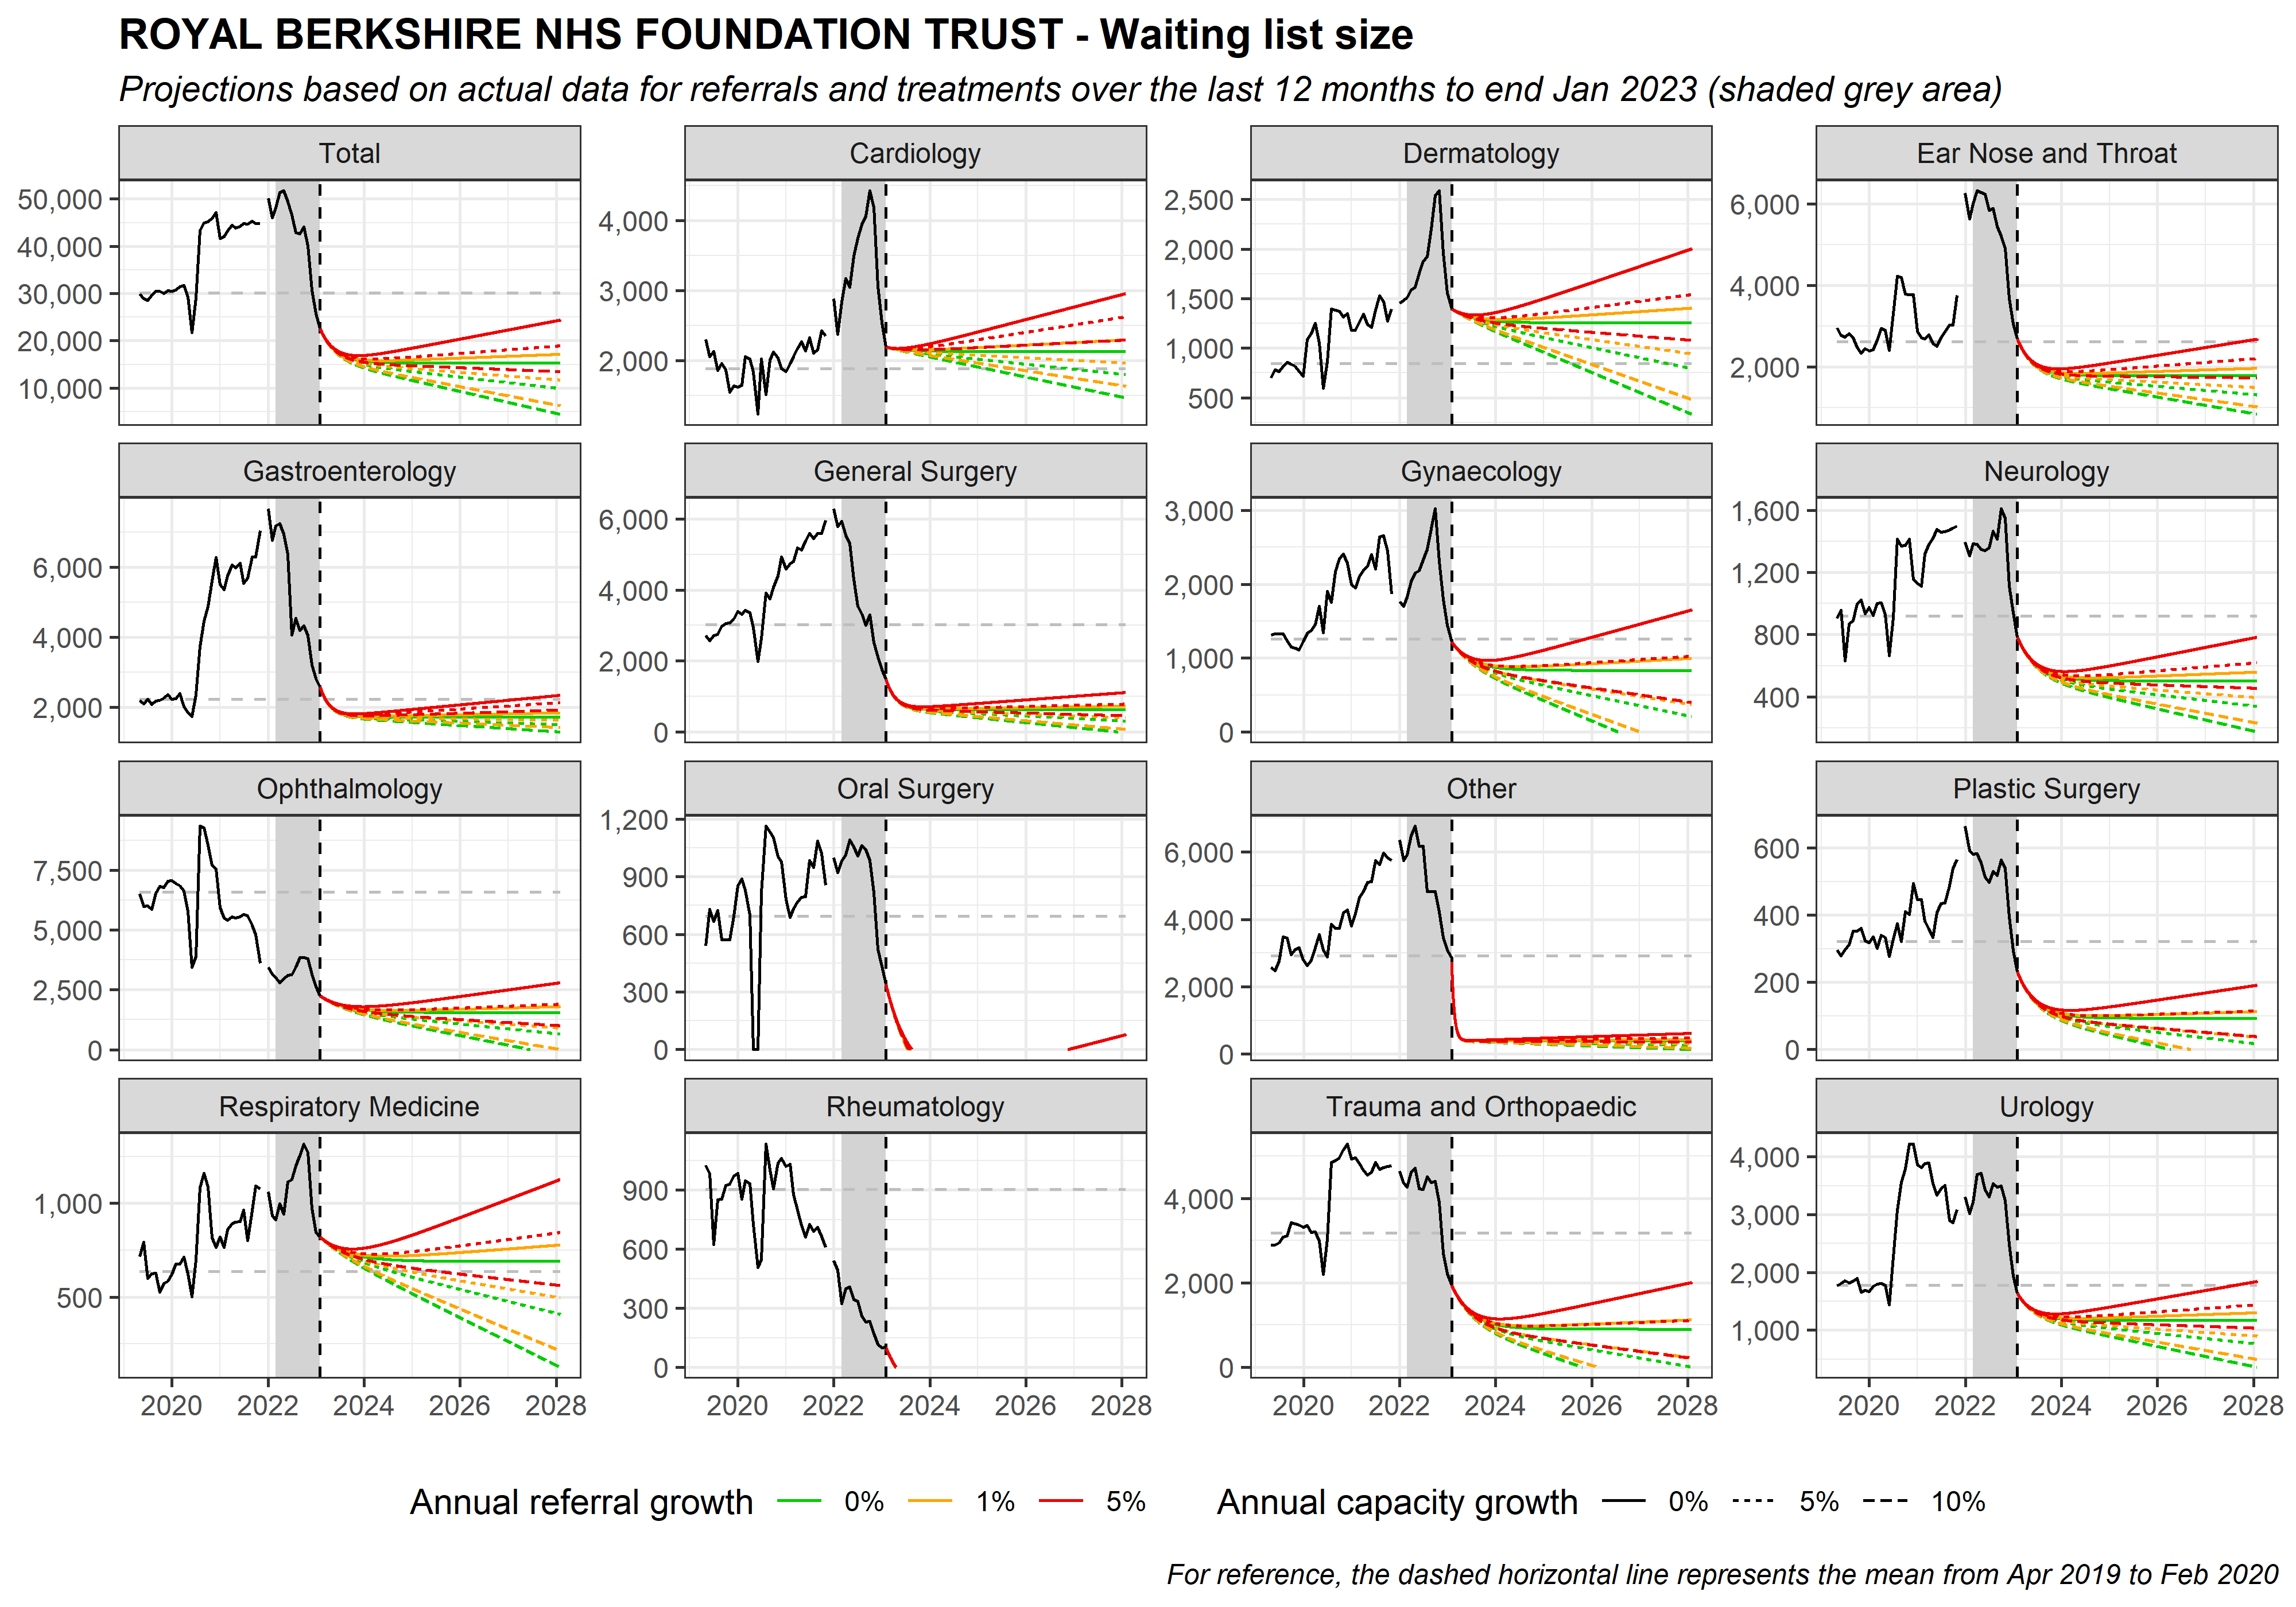 ROYAL BERKSHIRE NHS FOUNDATION TRUST - Waiting list size
Projections based on actual data for referrals and treatments over the last 12 months to end Jan 2023 (shaded grey area)
Total
Cardiology
Dermatology
Ear Nose and Throat
50,000
40,000
30,000
20,000
10,000
4,000
3,000
2,000
2,500
2,000
1,500
1,000
500
6,000
4,000
2,000
Gastroenterology
General Surgery
Gynaecology
Neurology
6,000
4,000
2,000
6,000
4,000
2,000
0
3,000
2,000
1,000
0
1,600
1,200
800
400
Ophthalmology
Oral Surgery
Other
Plastic Surgery
7,500
5,000
2,500
0
1,200
900
600
300
0
6,000
4,000
2,000
0
600
400
200
0
Respiratory Medicine
Rheumatology
Trauma and Orthopaedic
Urology
1,000
500
900
600
300
0
4,000
2,000
0
4,000
3,000
2,000
1,000
2020 2022 2024 2026 2028
2020 2022 2024 2026 2028
2020 2022 2024 2026 2028
2020 2022 2024 2026 2028
Annual referral growth 0% 1% 5%
Annual capacity growth 0% 5% 10%
For reference, the dashed horizontal line represents the mean from Apr 2019 to Feb 2020